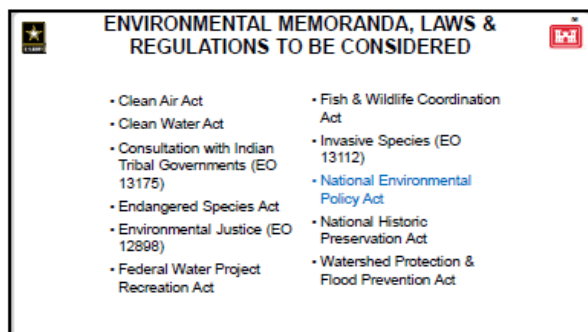 ENVIRONMENTAL MEMORANDA, LAWS &
REGULATIONS TO BE CONSIDERED
• Clean Air Act
• Clean Water Act
• Consultation with Indian
Tribal Governments (EO
13175)
• Endangered Species Act
• Environmental Justice (EO
12898)
• Federal Water Project
Recreation Act
• Fish & Wildlife Coordination
Act
• Invasive Species (EO
13112)
• National Environmental
Policy Act
• National Historic
Preservation Act
• Watershed Protection &
Flood Prevention Act